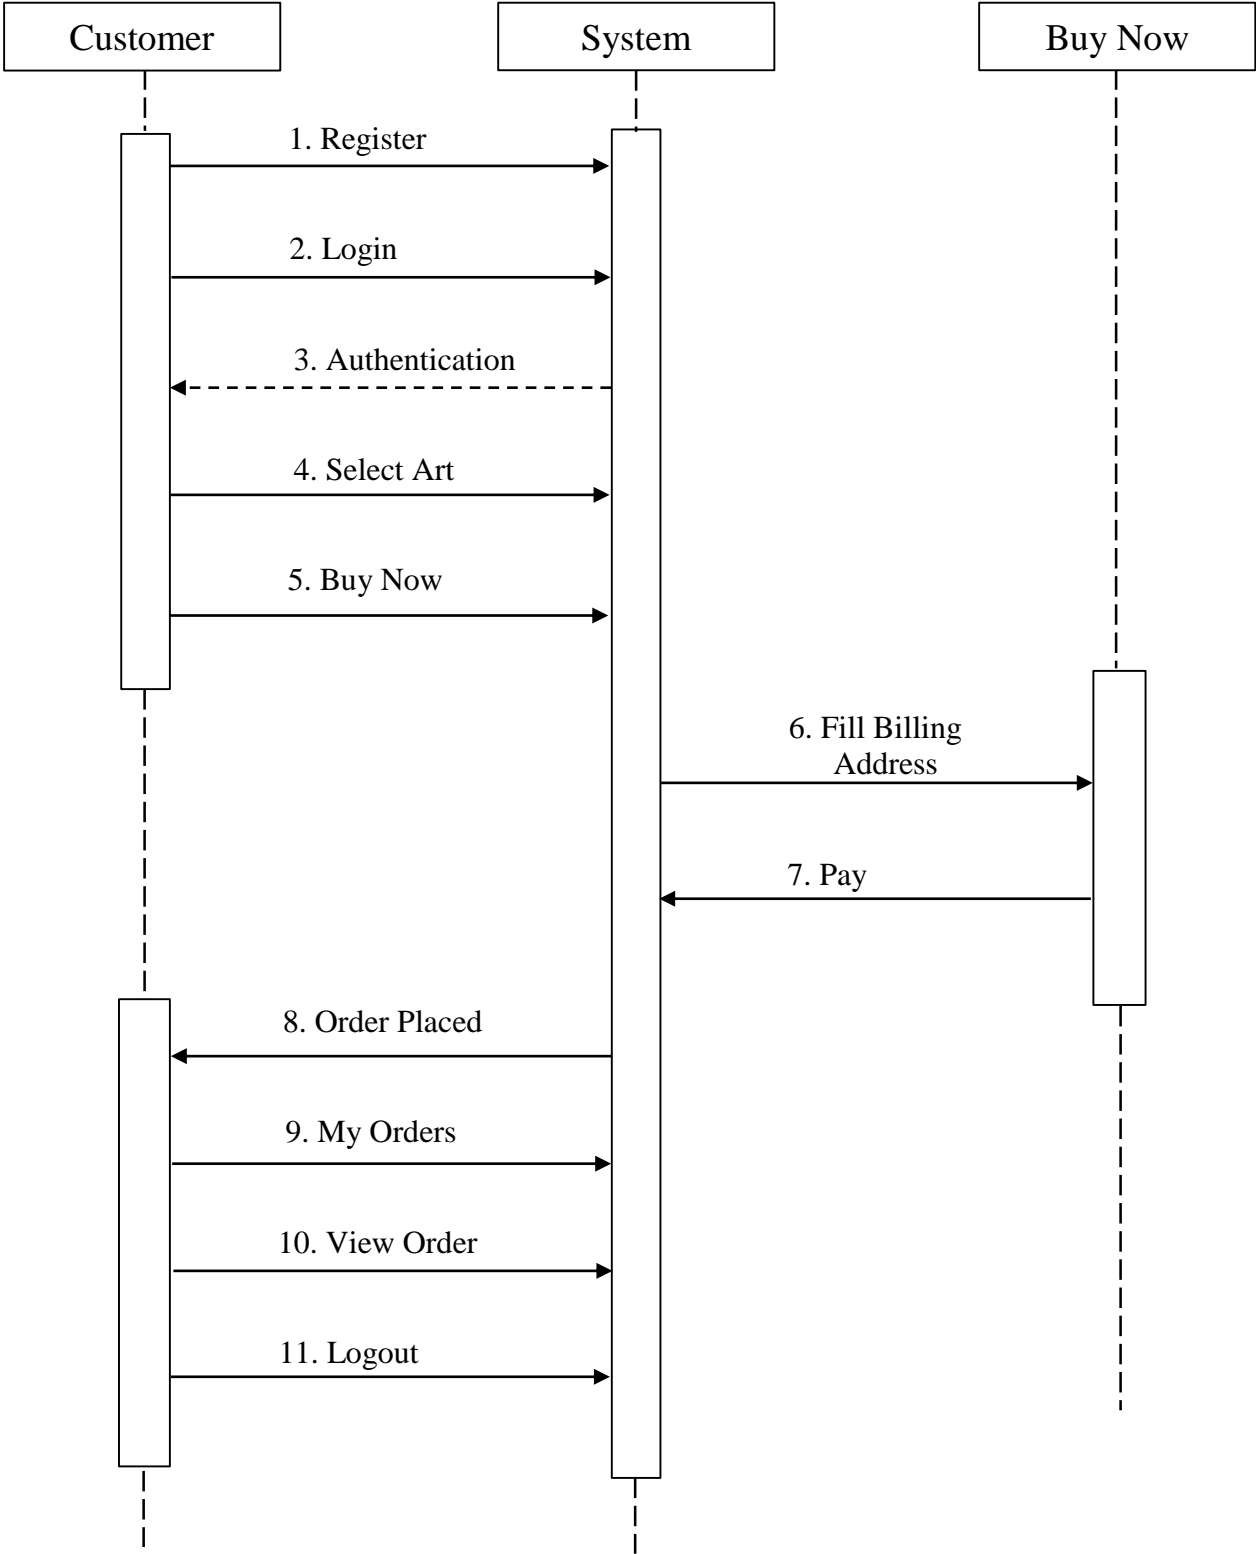 Customer
System
Buy Now
1. Register
2. Login
3. Authentication
4. Select Art
5. Buy Now
6. Fill Billing
Address
7. Pay
8. Order Placed
9. My Orders
10. View Order
11. Logout